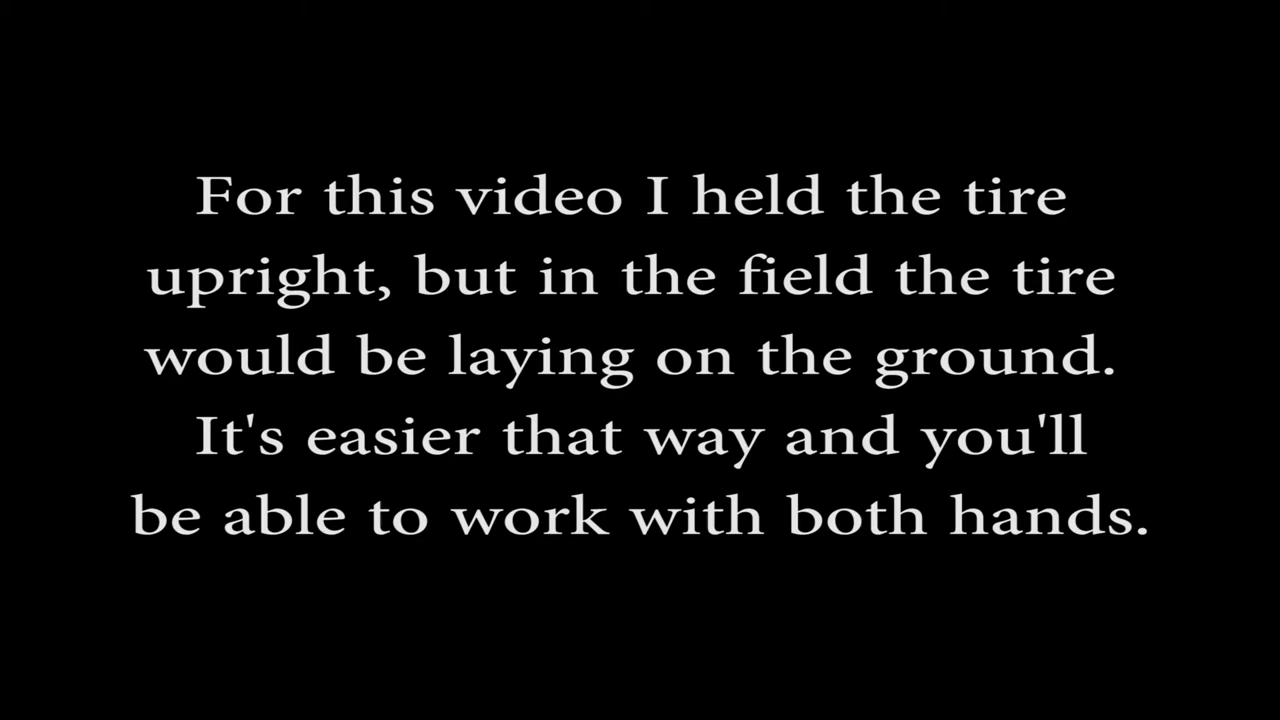 For this video I held the tire
upright, but in the field the tire
would be laying on the ground.
It's easier that way and you'll
be able to work with both hands.